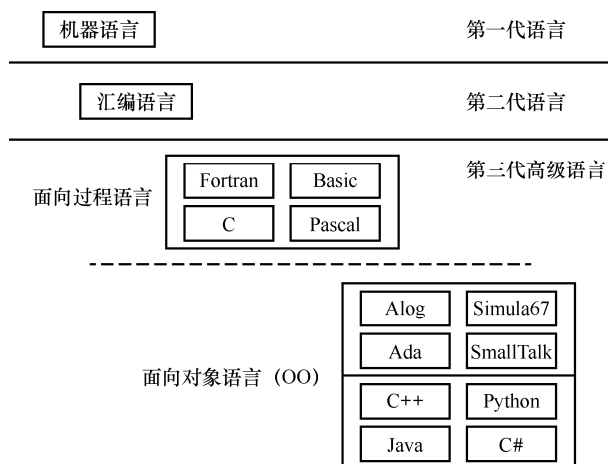 机器语言 第一代语言
汇编语言 第二代语言
第三代高级语言
Fortran Basic
面向过程语言
C Pascal
Alog Simula67
Ada SmallTalk
面向对象语言（OO）
C++ Python
Java C#